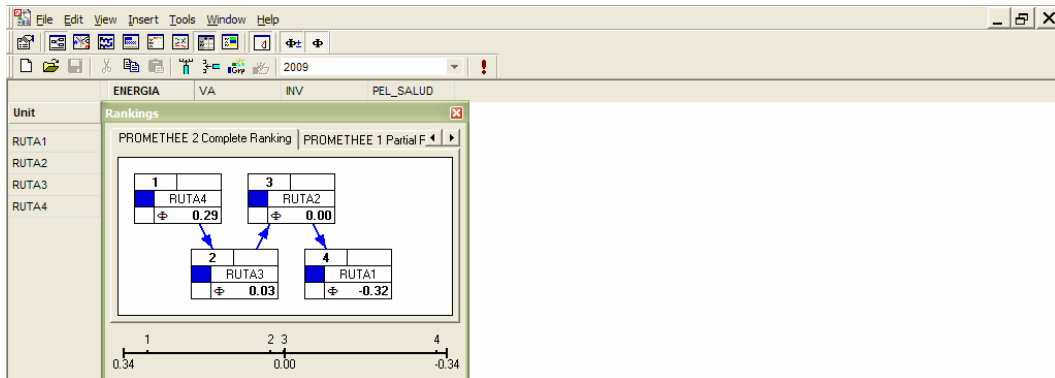 File Edit View Insert Tools Window Help
Φ± Φ
Grp 2009
ENERGIA VA INV PEL_SALUD
Unit
Rankings
PROMETHEE 2 Complete Ranking PROMETHEE 1 Partial F
RUTA1
RUTA2
RUTA3
RUTA4
1
RUTA4
Φ 0.29
3
RUTA2
Φ 0.00
2
RUTA3
Φ 0.03
4
RUTA1
Φ -0.32
1 2 3 4
0.34 0.00 -0.34